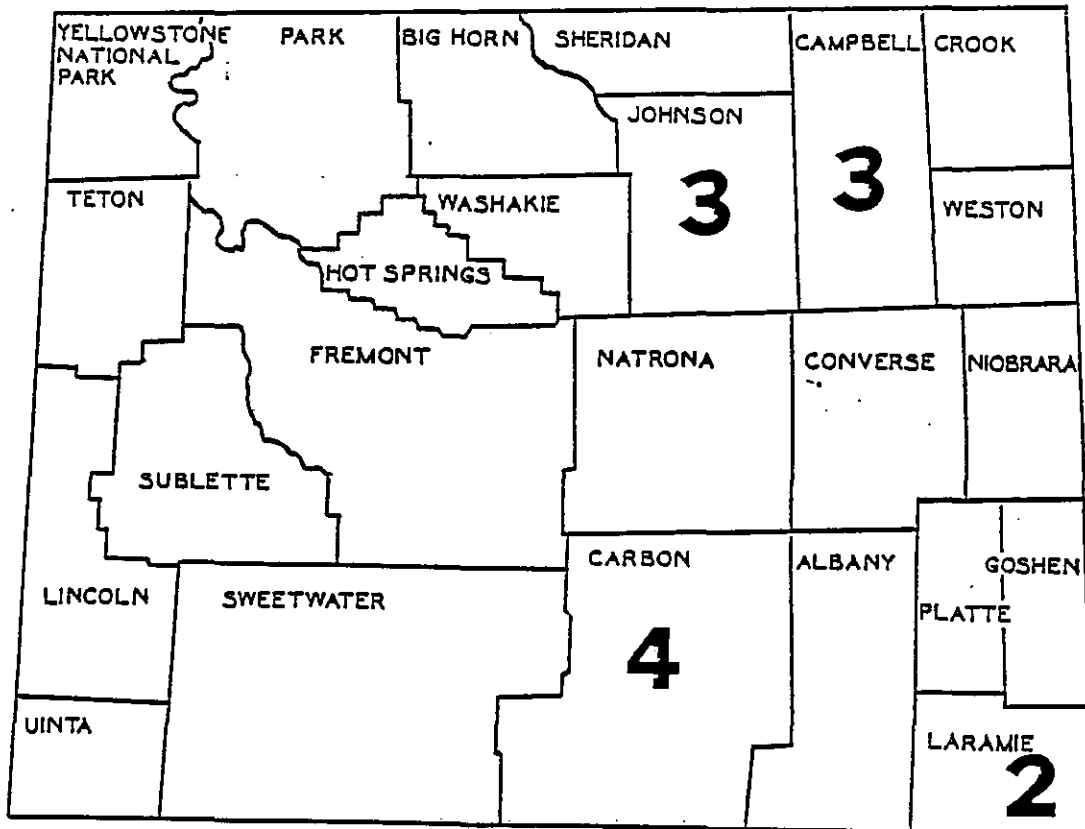 YELLOWSTONE
NATIONAL
PARK
PARK
BIG HORN
SHERIDAN
CAMPBELL
CROOK
JOHNSON
3
3
TETON
WASHAKIE
WESTON
HOT SPRINGS
FREMONT
NATRONA
CONVERSE
NIOBRARA
SUBLETTE
CARBON
ALBANY
GOSHEN
LINCOLN
SWEETWATER
PLATTE
4
UINTA
LARAMIE
2